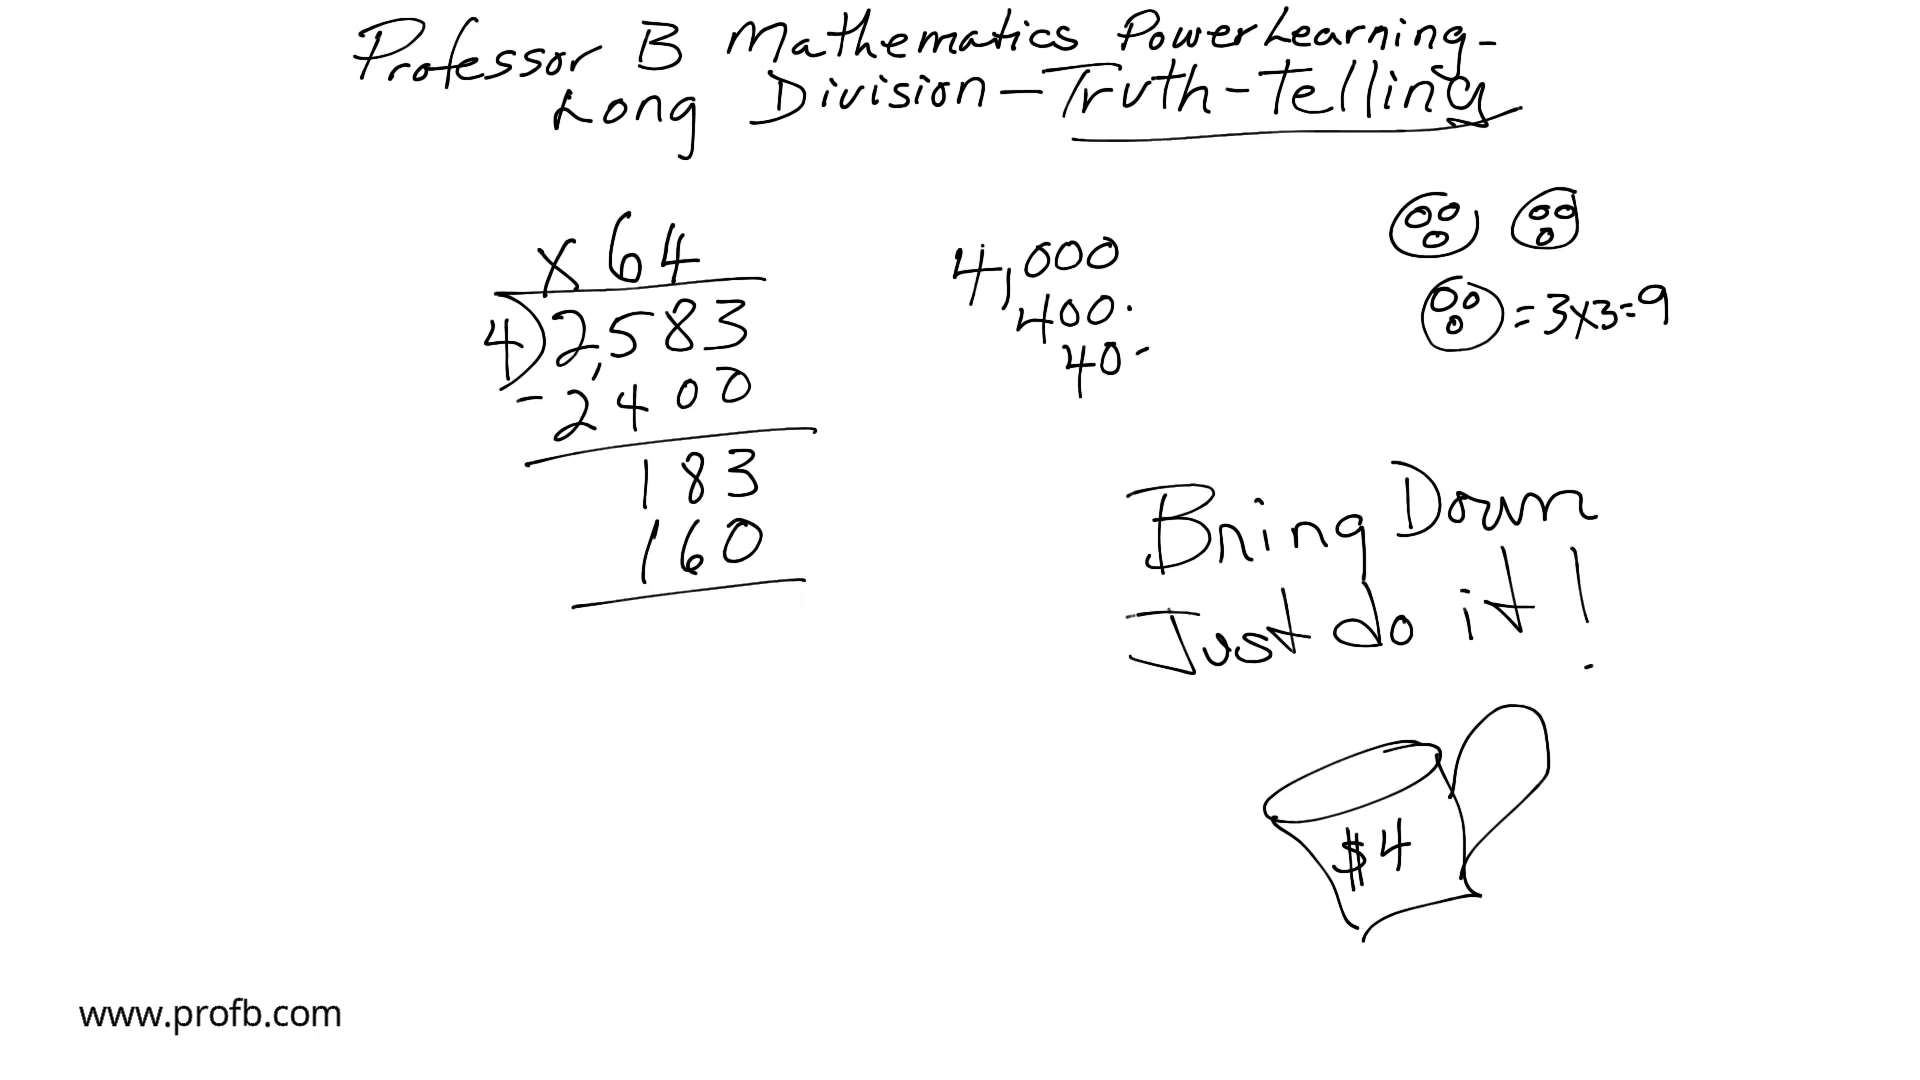 Professor B Mathematics PowerLearning-
Long Division-Truth-Telling
x 64
4)2,583
-2400
183
160
4,000
400.
40-
=3x3=9
Bring Down
Just do it!
$4
www.profb.com